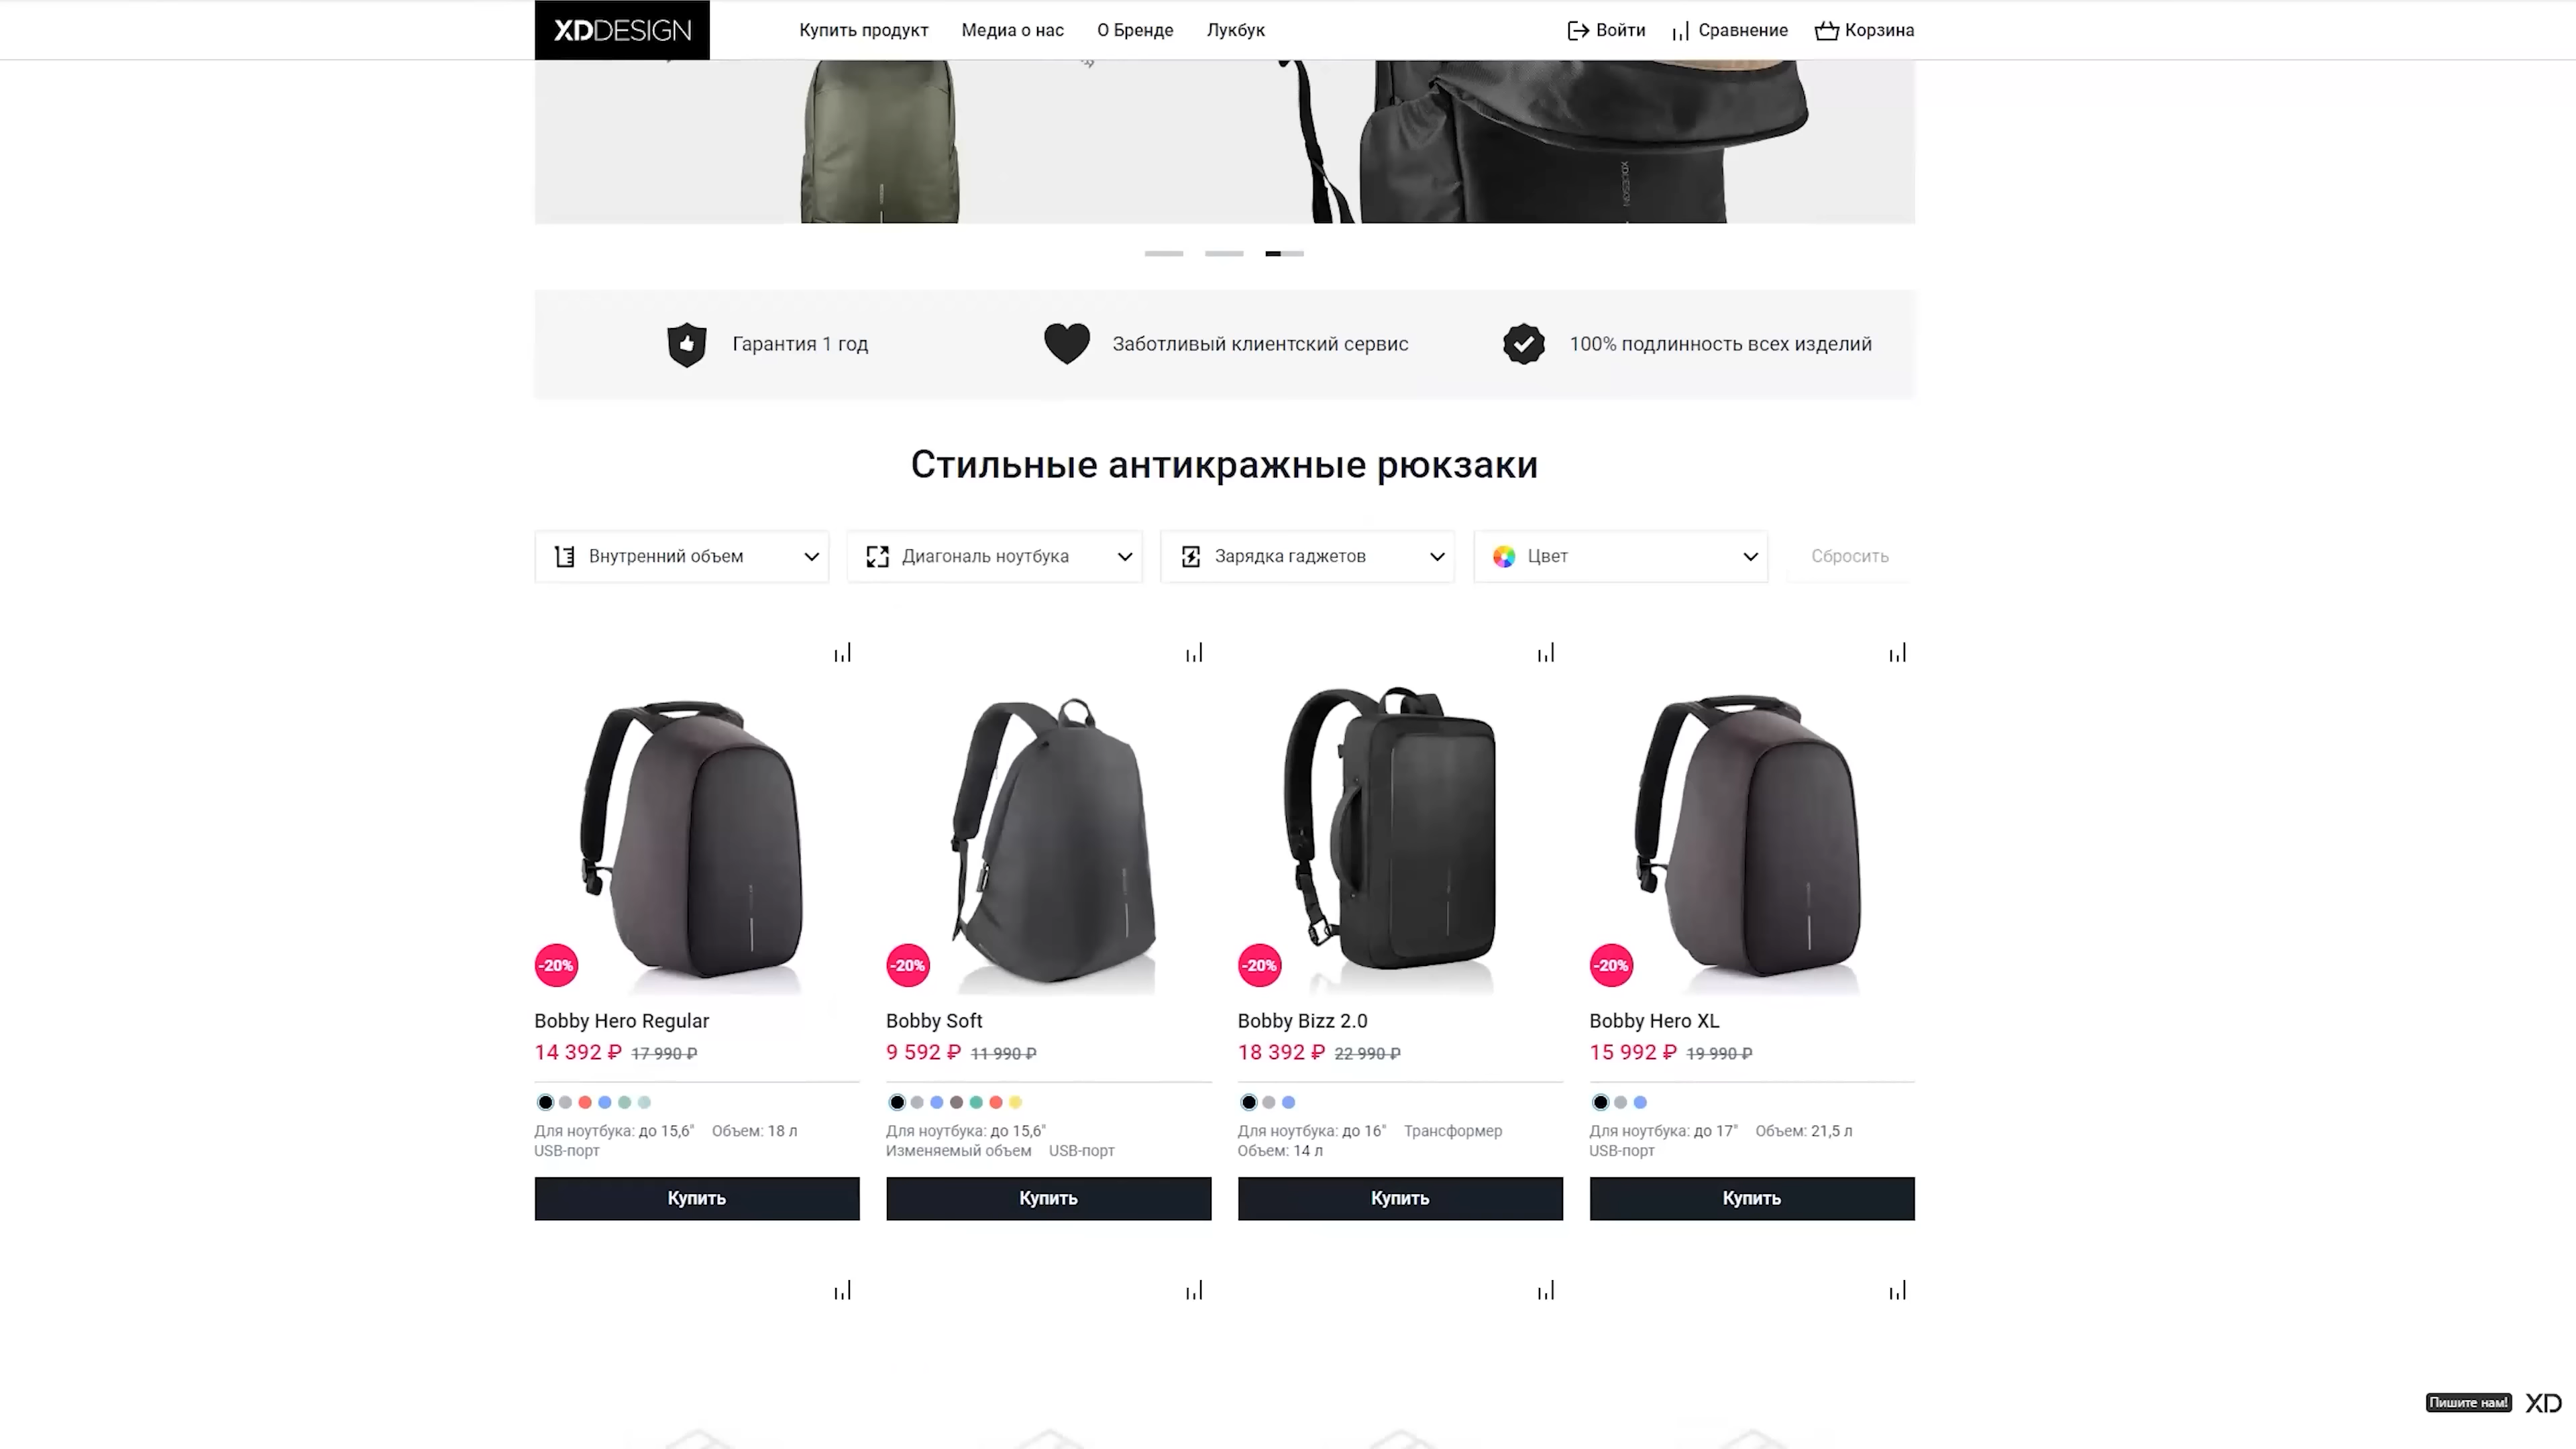 XDDESIGN
Купить продукт
Медиа о нас
О Бренде
Лукбук
Войти
Сравнение
Корзина
XDDESIGN
Гарантия 1 год
Заботливый клиентский сервис
100% подлинность всех изделий
Стильные антикражные рюкзаки
Внутренний объем
Диагональ ноутбука
Зарядка гаджетов
Цвет
Сбросить
-20%
-20%
-20%
-20%
Bobby Hero Regular
14 392 ₽ 17 990 ₽
Для ноутбука: до 15,6" Объем: 18 л
USB-порт
Купить
Bobby Soft
9 592 ₽ 11 990 ₽
Для ноутбука: до 15,6"
Изменяемый объем USB-порт
Купить
Bobby Bizz 2.0
18 392 ₽ 22 990 ₽
Для ноутбука: до 16" Трансформер
Объем: 14 л
Купить
Bobby Hero XL
15 992 ₽ 19 990 ₽
Для ноутбука: до 17" Объем: 21,5 л
USB-порт
Купить
Пишите нам!
XD